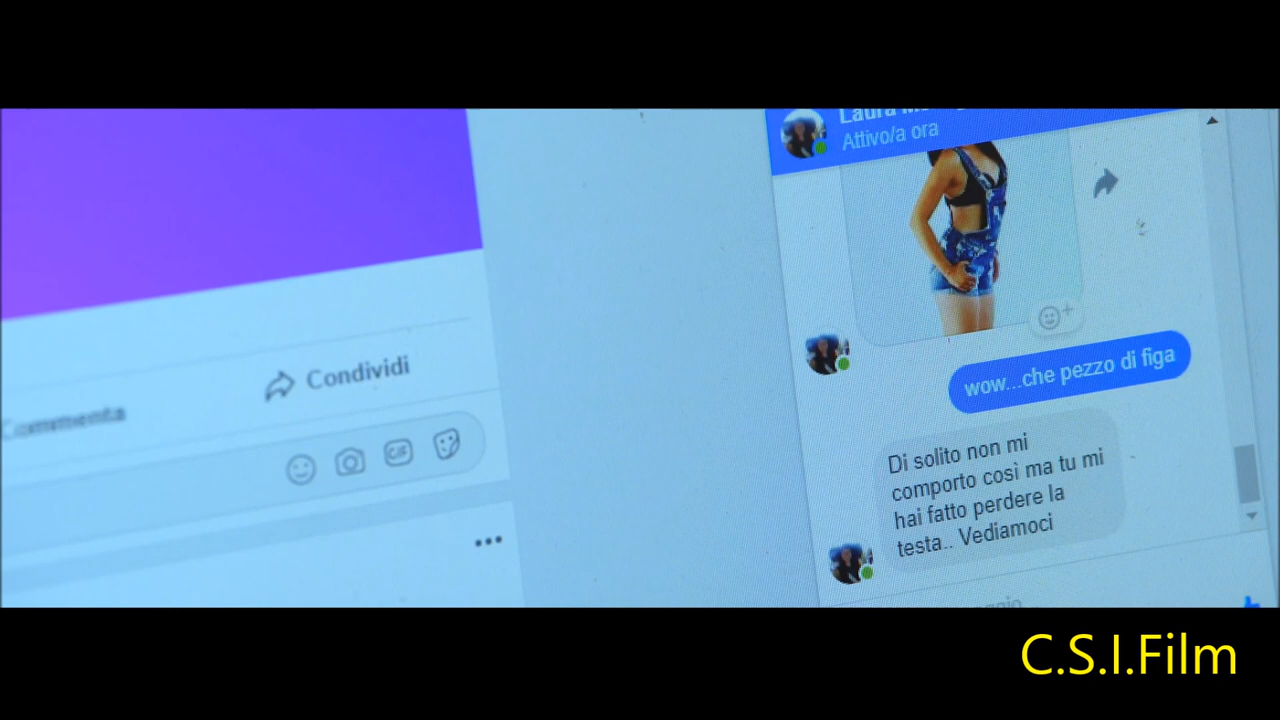 Laura
Attivo/a ora
wow...che pezzo di figa
Di solito non mi
comporto così ma tu mi
hai fatto perdere la
testa.. Vediamoci
Condividi
Commenta
GIF
C.S.I.Film